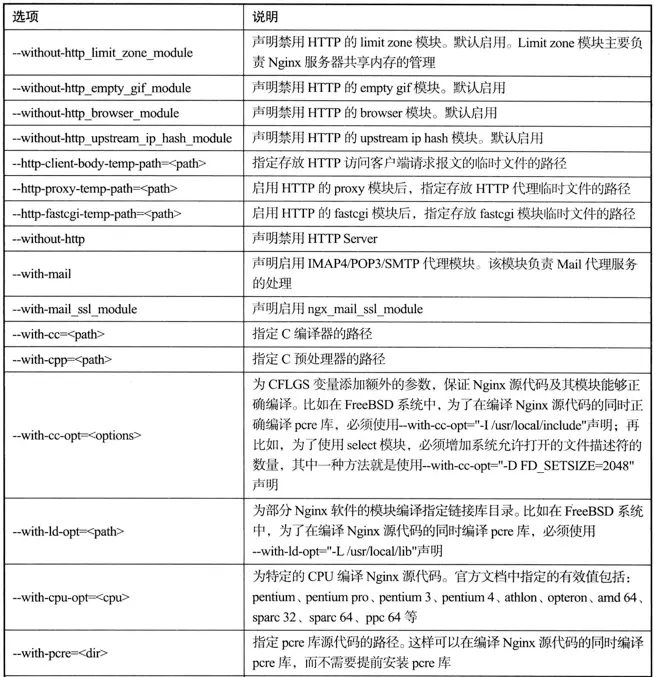 选项 说明
--without-http_limit_zone_module 声明禁用 HTTP 的 limit zone 模块。默认启用。Limit zone 模块主要负
责 Nginx 服务器共享内存的管理
--without-http_empty_gif_module 声明禁用 HTTP 的 empty gif 模块。默认启用
--without-http_browser_module 声明禁用 HTTP 的 browser 模块。默认启用
--without-http_upstream_ip_hash_module 声明禁用 HTTP 的 upstream ip hash 模块。默认启用
--http-client-body-temp-path=<path> 指定存放 HTTP 访问客户端请求报文的临时文件的路径
--http-proxy-temp-path=<path> 启用 HTTP 的 proxy 模块后，指定存放 HTTP 代理临时文件的路径
--http-fastcgi-temp-path=<path> 启用 HTTP 的 fastcgi 模块后，指定存放 fastcgi 模块临时文件的路径
--without-http 声明禁用 HTTP Server
--with-mail 声明启用 IMAP4/POP3/SMTP 代理模块。该模块负责 Mail 代理服务
的处理
--with-mail_ssl_module 声明启用 ngx_mail_ssl_module
--with-cc=<path> 指定 C 编译器的路径
--with-cpp=<path> 指定 C 预处理器的路径
--with-cc-opt=<options> 为 CFLGS 变量添加额外的参数，保证 Nginx 源代码及其模块能够正
确编译。比如在 FreeBSD 系统中，为了在编译 Nginx 源代码的同时正
确编译 pcre 库，必须使用--with-cc-opt="-I /usr/local/include"声明；再
比如，为了使用 select 模块，必须增加系统允许打开的文件描述符的
数量，其中一种方法就是使用--with-cc-opt="-D FD_SETSIZE=2048"
声明
--with-ld-opt=<path> 为部分 Nginx 软件的模块编译指定链接库目录。比如在 FreeBSD 系统
中，为了在编译 Nginx 源代码的同时编译 pcre 库，必须使用
--with-ld-opt="-L /usr/local/lib"声明
--with-cpu-opt=<cpu> 为特定的 CPU 编译 Nginx 源代码。官方文档中指定的有效值包括：
pentium、pentium pro、pentium 3、pentium 4、athlon、opteron、amd 64、
sparc 32、sparc 64、ppc 64 等
--with-pcre=<dir> 指定 pcre 库源代码的路径。这样可以在编译 Nginx 源代码的同时编译
pcre 库，而不需要提前安装 pcre 库